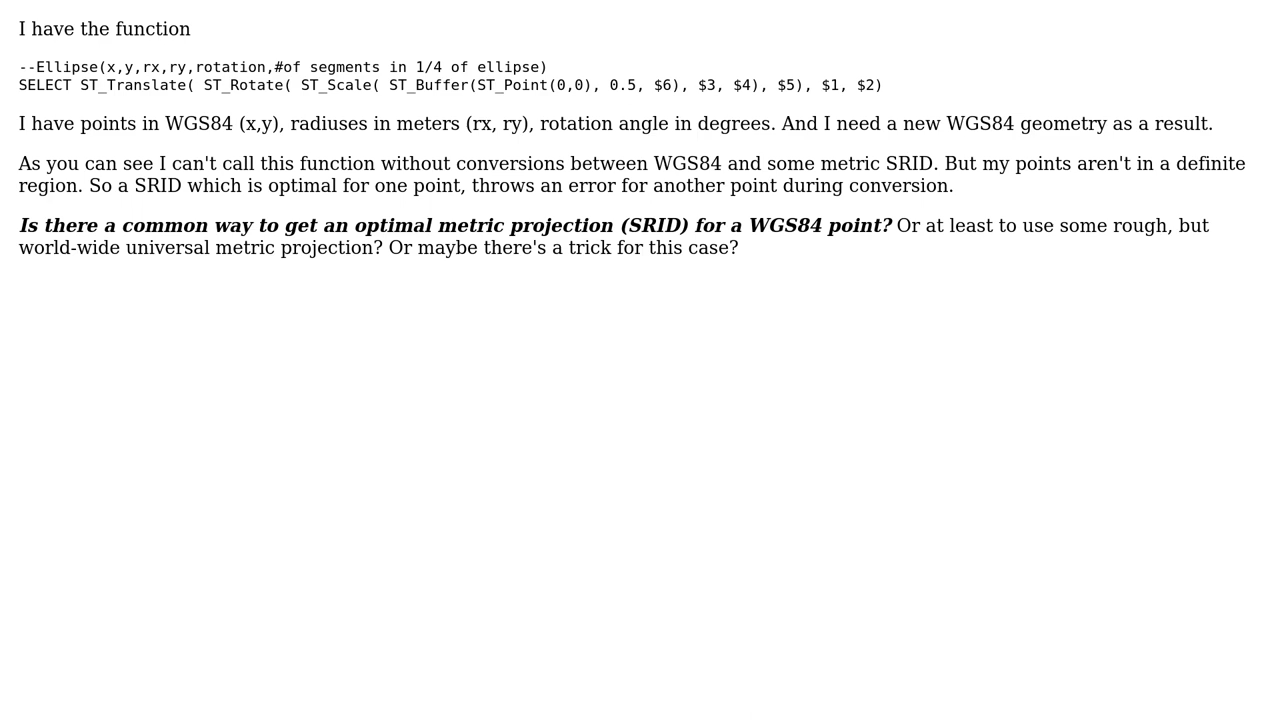 I have the function
--Ellipse(x,y,rx,ry,rotation,#of segments in 1/4 of ellipse)
SELECT ST_Translate( ST_Rotate( ST_Scale( ST_Buffer(ST_Point(0,0), 0.5, $6), $3, $4), $5), $1, $2)
I have points in WGS84 (x,y), radiuses in meters (rx, ry), rotation angle in degrees. And I need a new WGS84 geometry as a result.
As you can see I can't call this function without conversions between WGS84 and some metric SRID. But my points aren't in a definite
region. So a SRID which is optimal for one point, throws an error for another point during conversion.
Is there a common way to get an optimal metric projection (SRID) for a WGS84 point? Or at least to use some rough, but
world-wide universal metric projection? Or maybe there's a trick for this case?